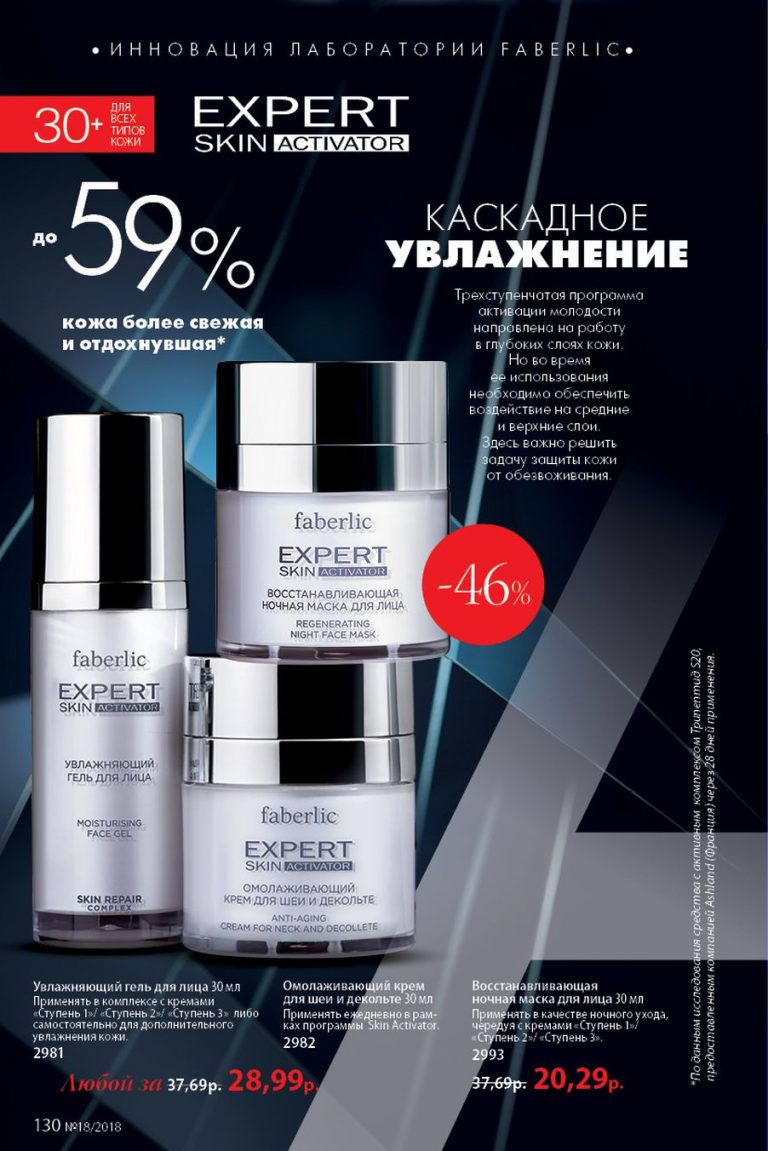 • ИННОВАЦИЯ ЛАБОРАТОРИИ FABERLIC •
30+
ДЛЯ
ВСЕХ
ТИПОВ
КОЖИ
EXPERT
SKIN ACTIVATOR
до 59%
кожа более свежая
и отдохнувшая*
КАСКАДНОЕ
УВЛАЖНЕНИЕ
Трехступенчатая программа
активации молодости
направлена на работу
в глубоких слоях кожи.
Но во время
ее использования
необходимо обеспечить
воздействие на средние
и верхние слои.
Здесь важно решить
задачу защиты кожи
от обезвоживания.
faberlic
EXPERT
SKIN ACTIVATOR
ВОССТАНАВЛИВАЮЩАЯ
НОЧНАЯ МАСКА ДЛЯ ЛИЦА
REGENERATING
NIGHT FACE MASK
-46%
faberlic
EXPERT
SKIN ACTIVATOR
УВЛАЖНЯЮЩИЙ
ГЕЛЬ ДЛЯ ЛИЦА
MOISTURISING
FACE GEL
SKIN REPAIR
COMPLEX
faberlic
EXPERT
SKIN ACTIVATOR
ОМОЛАЖИВАЮЩИЙ
КРЕМ ДЛЯ ШЕИ И ДЕКОЛЬТЕ
ANTI-AGING
CREAM FOR NECK AND DECOLLETE
*По данным исследования средства с активным комплексом Трипептид S20,
предоставленным компанией Ashland (Франция) через 28 дней применения.
Увлажняющий гель для лица 30 мл
Применять в комплексе с кремами
«Ступень 1»/ «Ступень 2»/ «Ступень 3» либо
самостоятельно для дополнительного
увлажнения кожи.
2981
Омолаживающий крем
для шеи и декольте 30 мл
Применять ежедневно в рам-
ках программы Skin Activator.
2982
Любой за 37,69р. 28,99р.
Восстанавливающая
ночная маска для лица 30 мл
Применять в качестве ночного ухода,
чередуя с кремами «Ступень 1»/
«Ступень 2»/ «Ступень 3».
2993
37,69р. 20,29р.
130 №18/2018